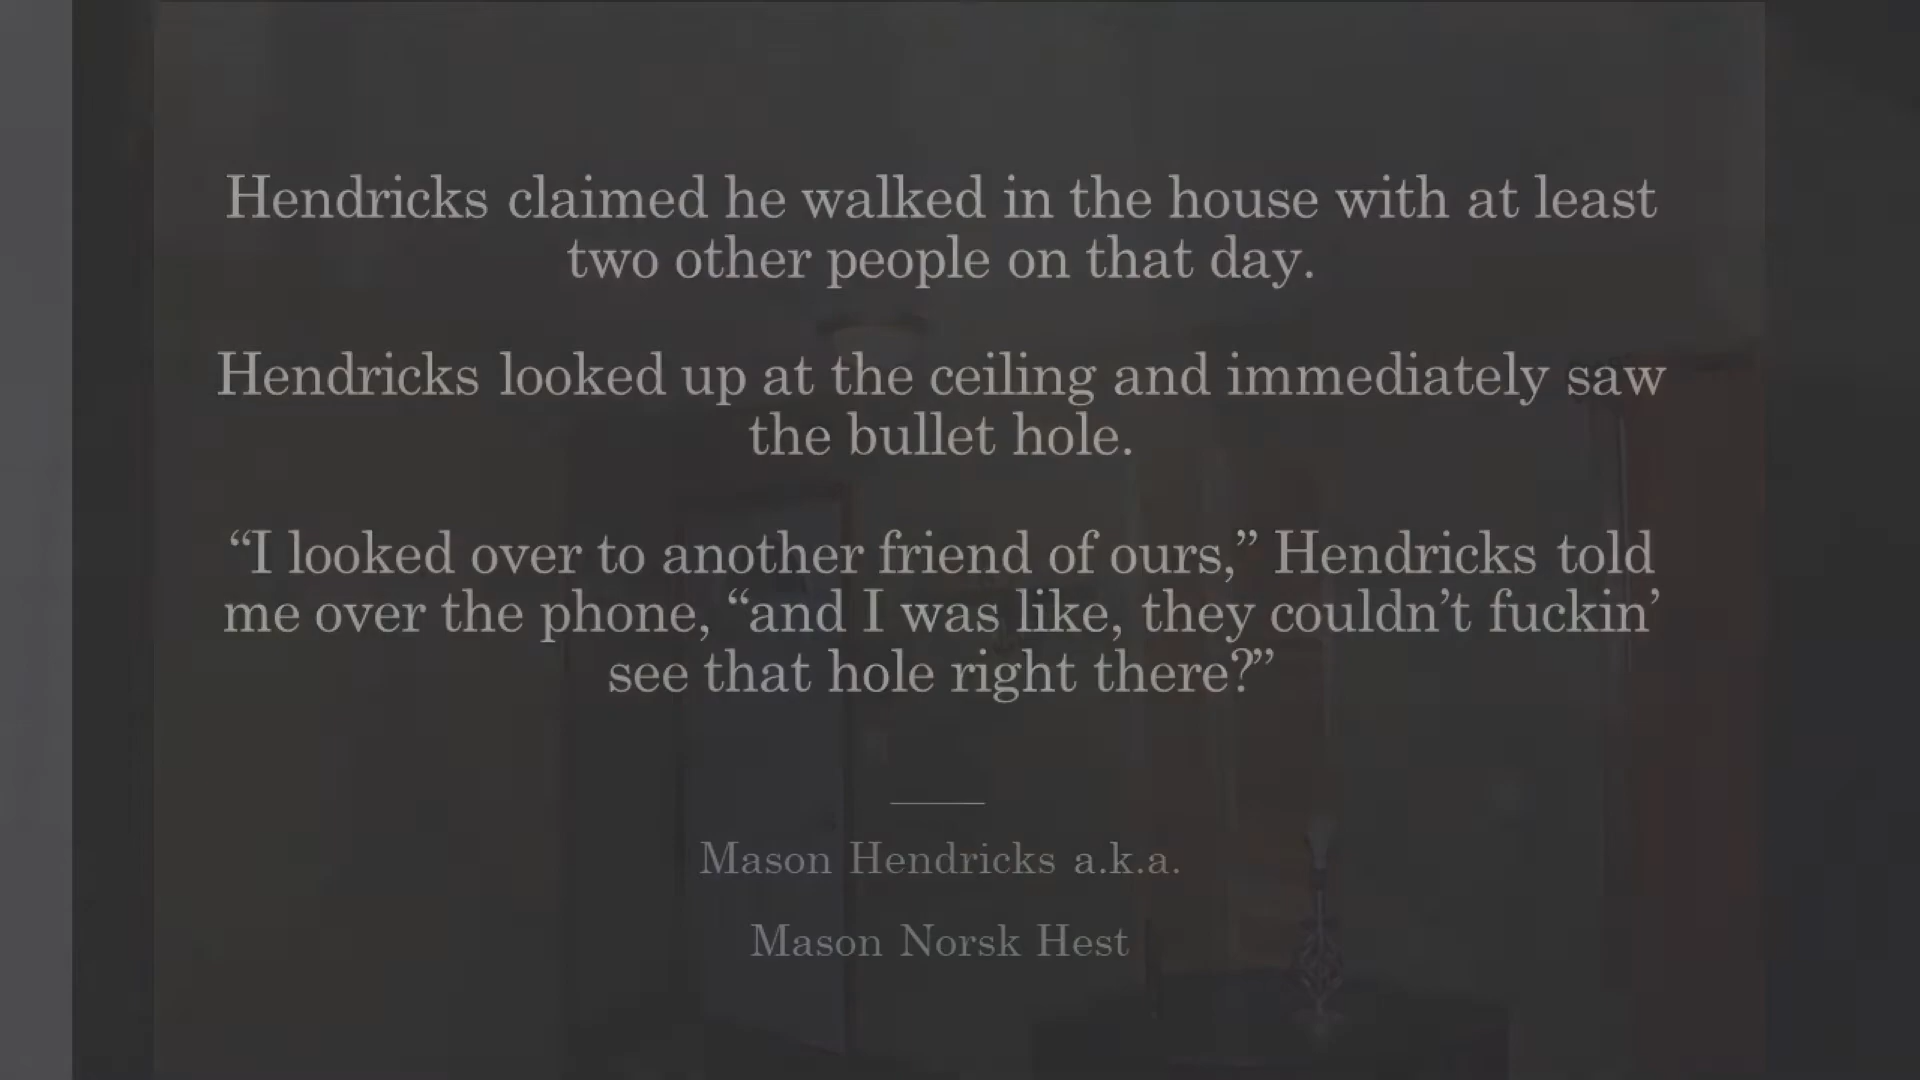 Hendricks claimed he walked in the house with at least
two other people on that day.
Hendricks looked up at the ceiling and immediately saw
the bullet hole.
“I looked over to another friend of ours,” Hendricks told
me over the phone, “and I was like, they couldn’t fuckin’
see that hole right there?”
Mason Hendricks a.k.a.
Mason Norsk Hest